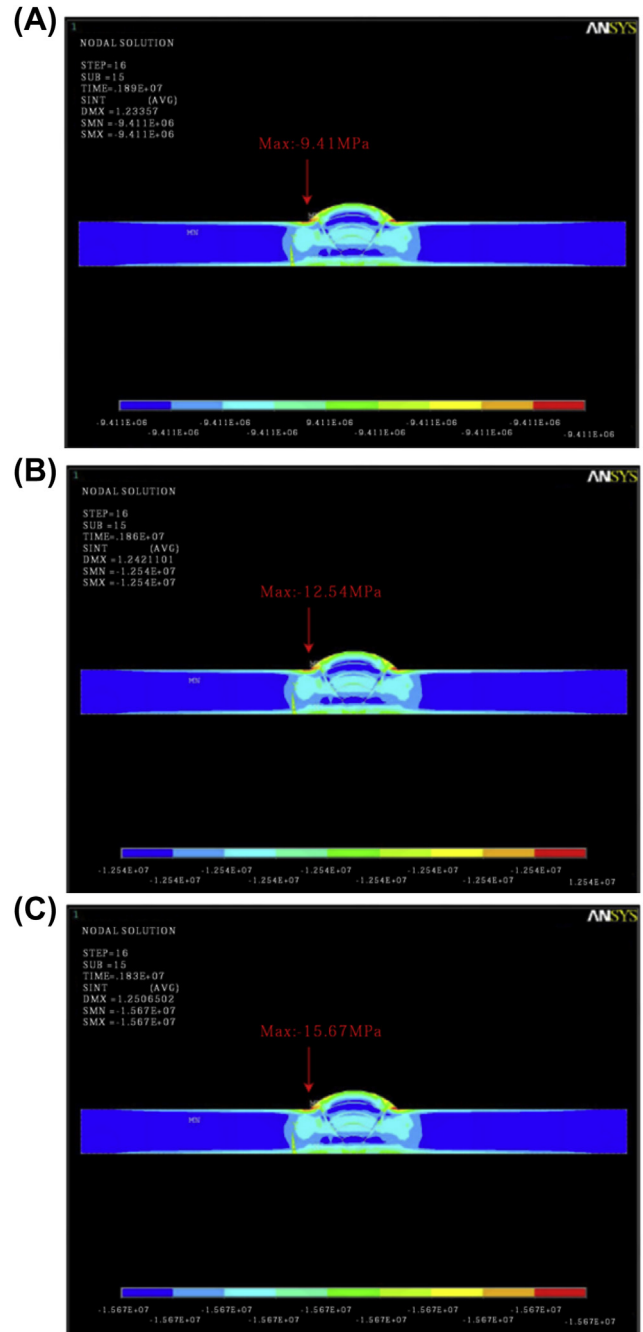 (A)
1
ANSYS
NODAL SOLUTION
STEP=16
SUB =15
TIME=.189E+07
SINT (AVG)
DMX =1.23357
SMN =-9.411E+06
SMX =-9.411E+06
Max:-9.41MPa
MX
MN
-9.411E+06 -9.411E+06 9.411E+06 -9.411E+06 -9.411E+06
-9.411E+06 -9.411E+06 -9.411E+06 -9.411E+06 -9.411E+06
(B)
1
ANSYS
NODAL SOLUTION
STEP=16
SUB =15
TIME=.186E+07
SINT (AVG)
DMX =1.2421101
SMN =-1.254E+07
SMX =-1.254E+07
Max:-12.54MPa
MN
-1.254E+07 -1.254E+07 -1.254E+07 -1.254E+07 -1.254E+07
-1.254E+07 -1.254E+07 -1.254E+07 -1.254E+07 1.254E+07
(C)
1
ANSYS
NODAL SOLUTION
STEP=16
SUB =15
TIME=.183E+07
SINT (AVG)
DMX =1.2506502
SMN =-1.567E+07
SMX =-1.567E+07
Max:-15.67MPa
MN
-1.567E+07 -1.567E+07 -1.567E+07 -1.567E+07 -1.567E+07
-1.567E+07 -1.567E+07 -1.567E+07 -1.567E+07 -1.567E+07